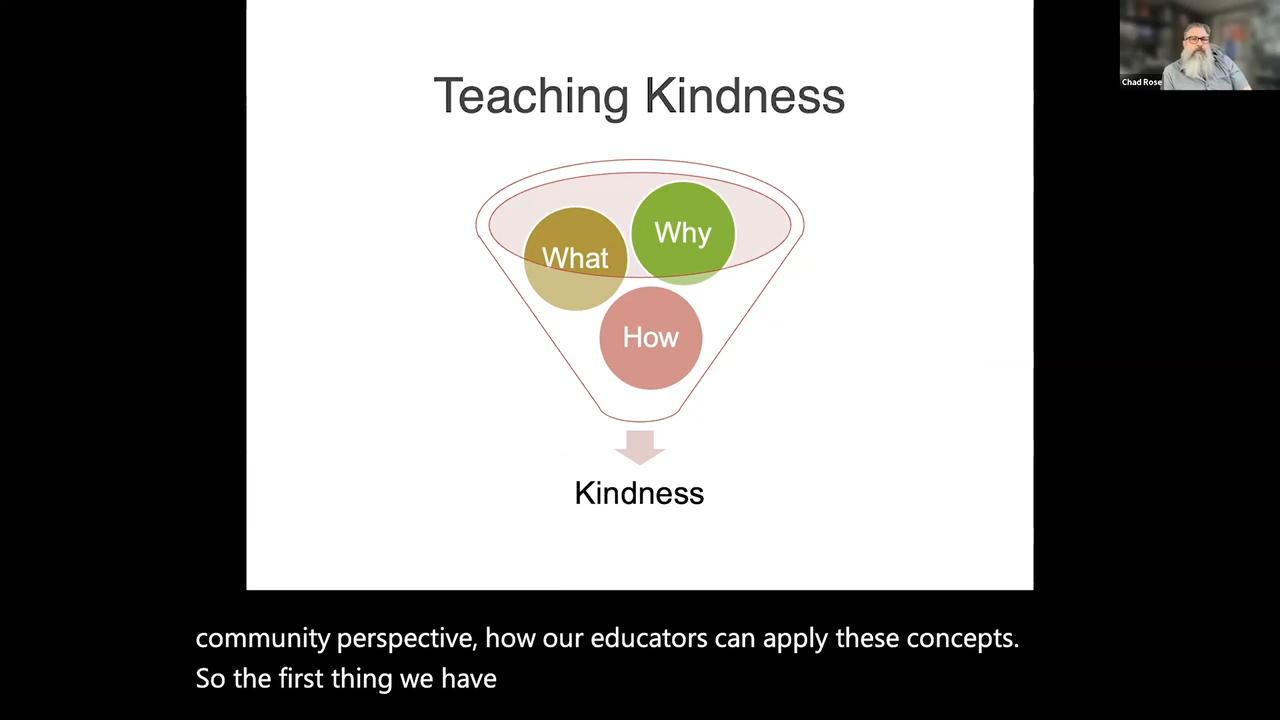 Teaching Kindness
Chad Rose
Why
What
How
Kindness
community perspective, how our educators can apply these concepts.
So the first thing we have